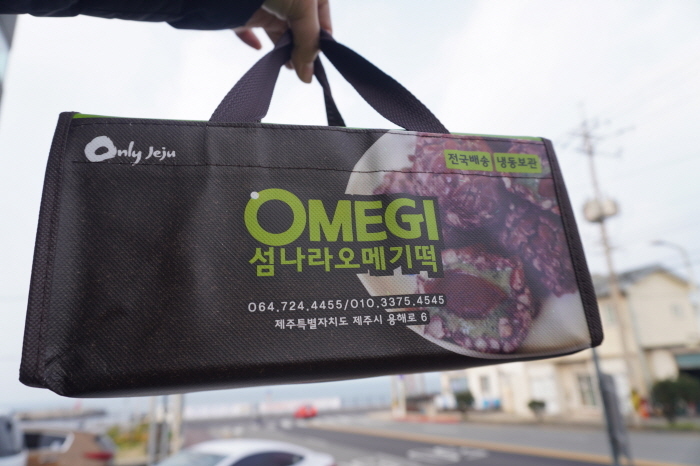 Only Jeju
전국배송 냉동보관
OMEGI
섬나라오메기떡
064.724.4455/010.3375.4545
제주특별자치도 제주시 용해로 6